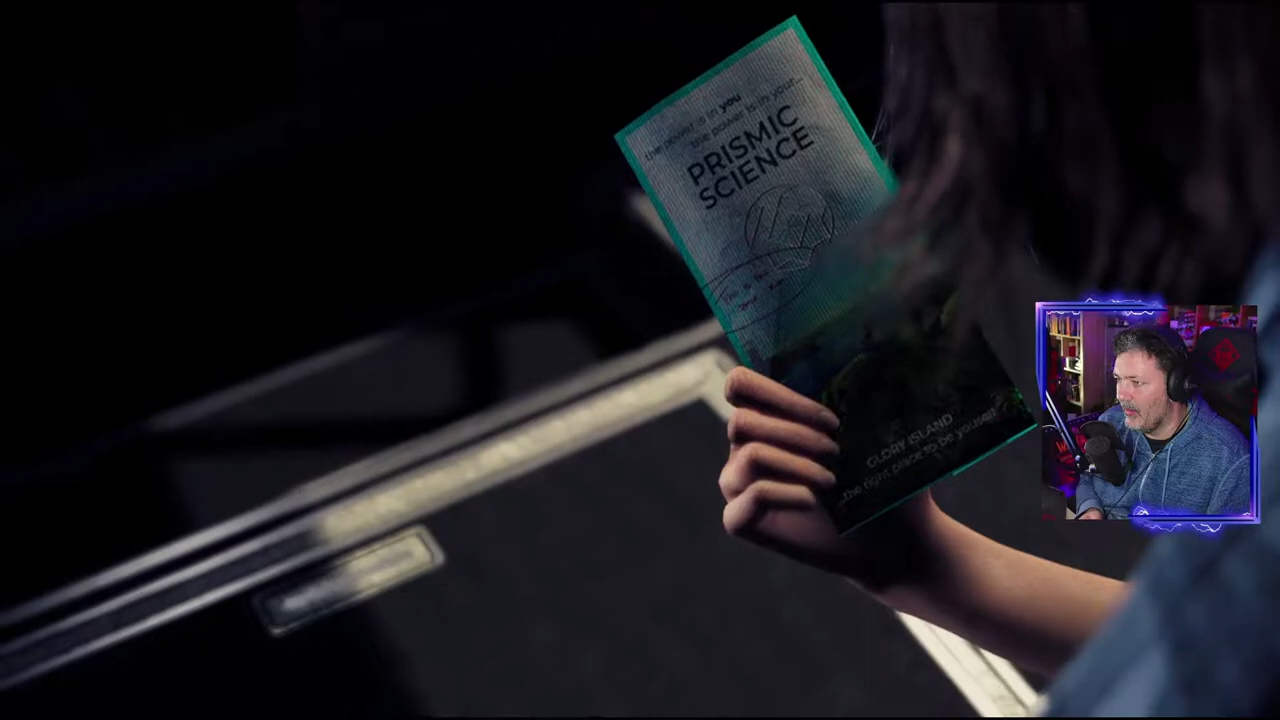 the power is in you
the power is in your...
PRISMIC
SCIENCE
GLORY ISLAND
...the right place to be youself